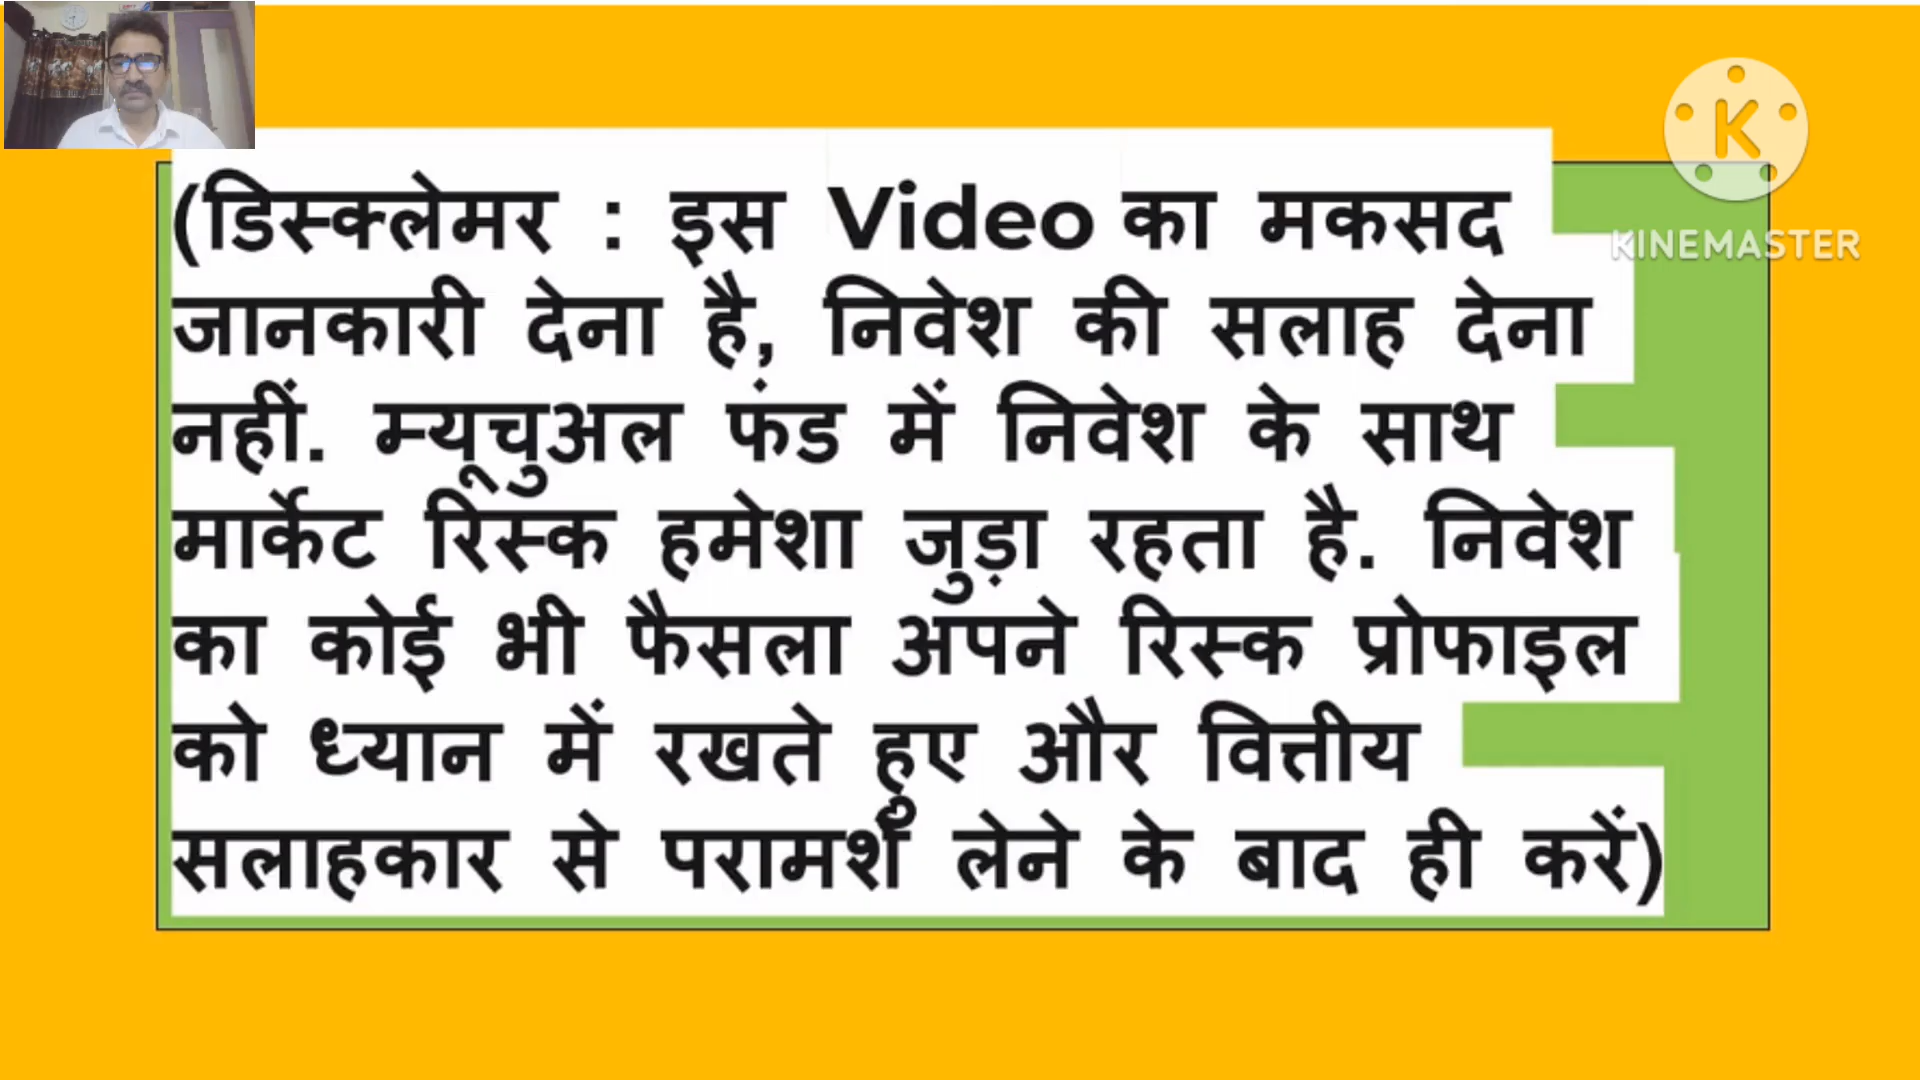 (डिस्क्लेमर : इस Video का मकसद
जानकारी देना है, निवेश की सलाह देना
नहीं. म्यूचुअल फंड में निवेश के साथ
मार्केट रिस्क हमेशा जुड़ा रहता है. निवेश
का कोई भी फैसला अपने रिस्क प्रोफाइल
को ध्यान में रखते हुए और वित्तीय
सलाहकार से परामर्श लेने के बाद ही करें)
K
KINEMASTER